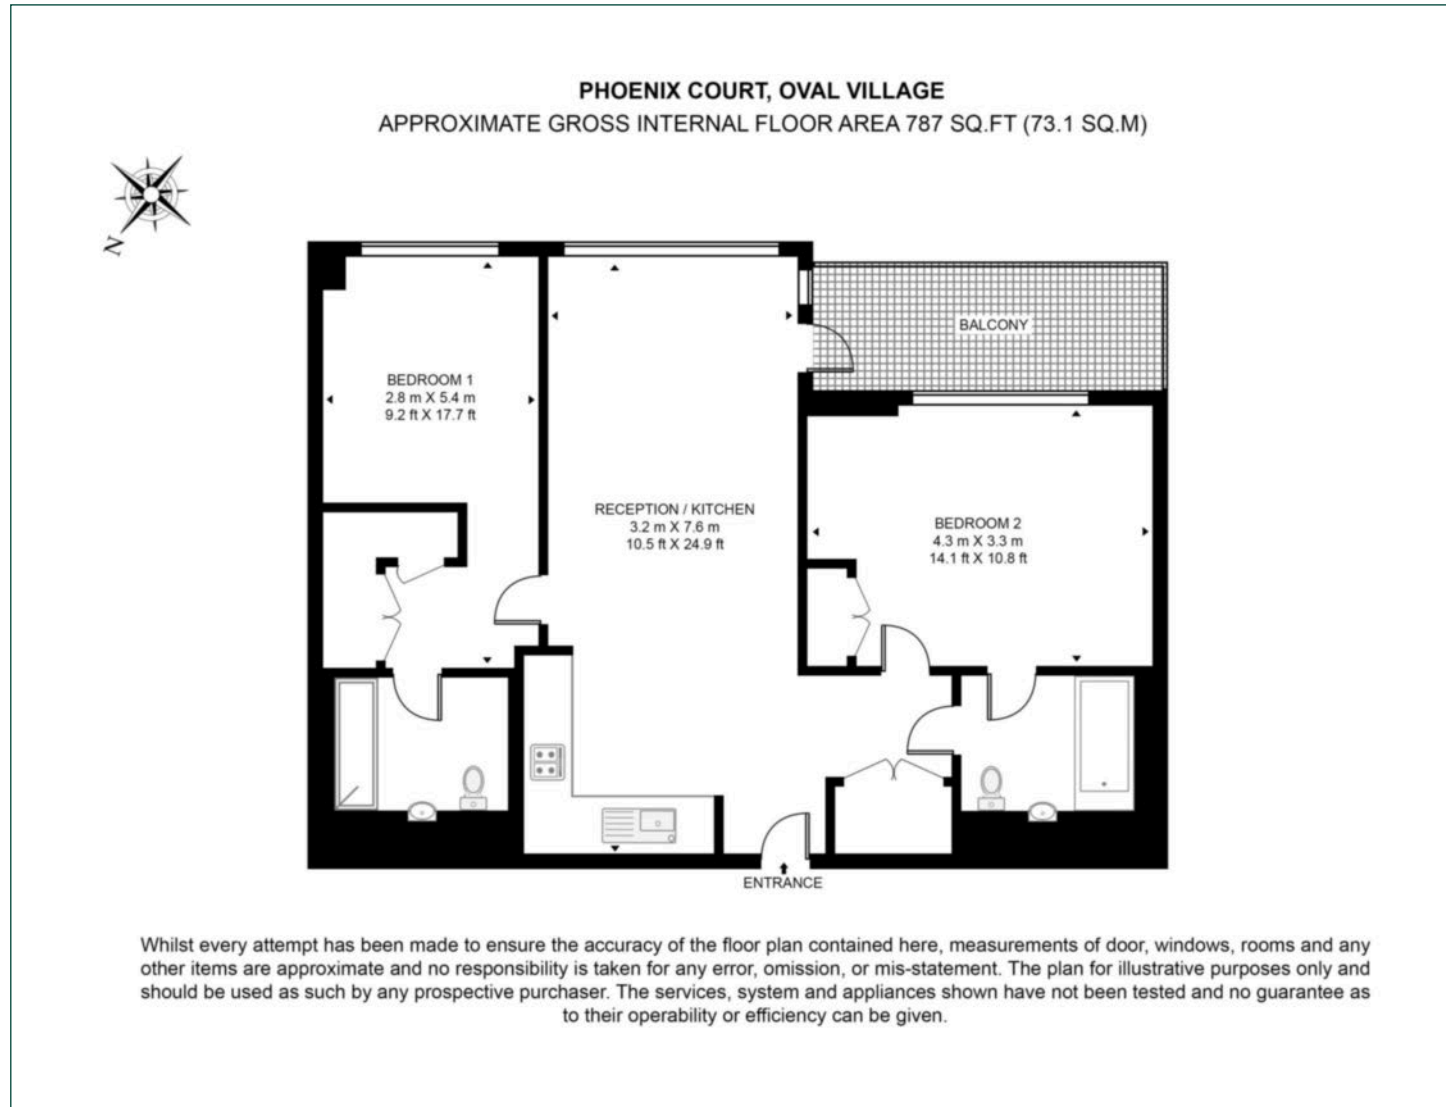 PHOENIX COURT, OVAL VILLAGE
APPROXIMATE GROSS INTERNAL FLOOR AREA 787 SQ.FT (73.1 SQ.M)
N
BALCONY
BEDROOM 1
2.8 m X 5.4 m
9.2 ft X 17.7 ft
RECEPTION / KITCHEN
3.2 m X 7.6 m
10.5 ft X 24.9 ft
BEDROOM 2
4.3 m X 3.3 m
14.1 ft X 10.8 ft
ENTRANCE
Whilst every attempt has been made to ensure the accuracy of the floor plan contained here, measurements of door, windows, rooms and any
other items are approximate and no responsibility is taken for any error, omission, or mis-statement. The plan for illustrative purposes only and
should be used as such by any prospective purchaser. The services, system and appliances shown have not been tested and no guarantee as
to their operability or efficiency can be given.